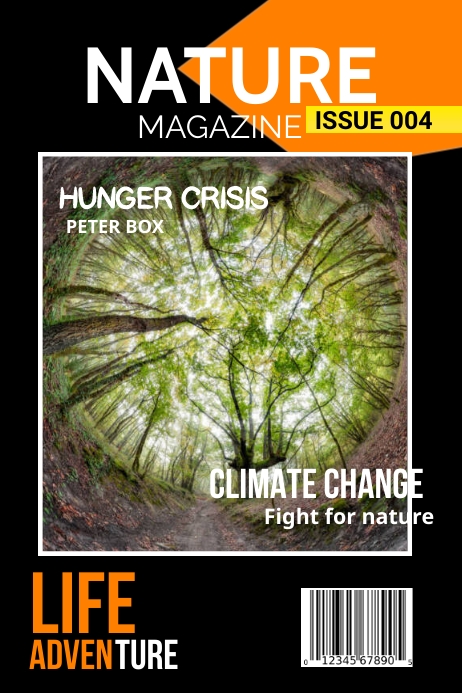 NATURE
MAGAZINE
ISSUE 004
HUNGER CRISIS
PETER BOX
CLIMATE CHANGE
Fight for nature
LIFE
ADVENTURE
0 12345 67890 5